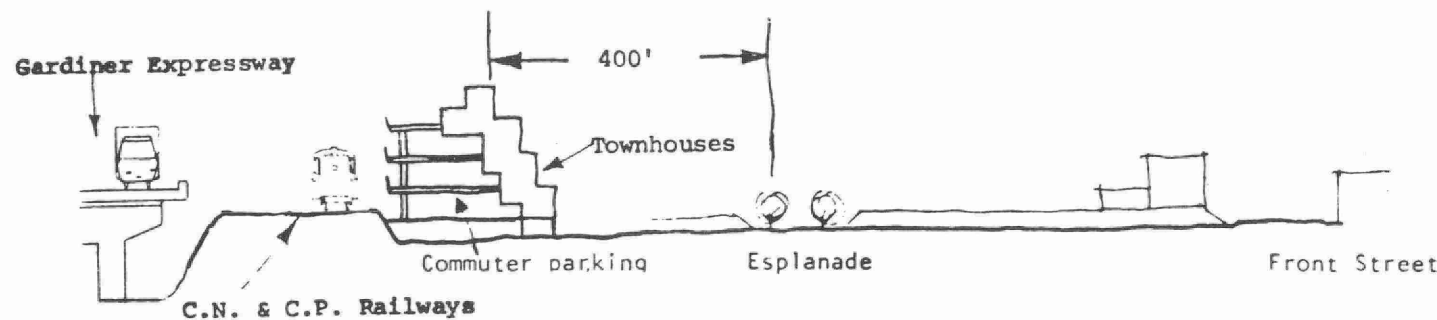 400'
Gardiner Expressway
Townhouses
Commuter parking
Esplanade
Front Street
C.N. & C.P. Railways